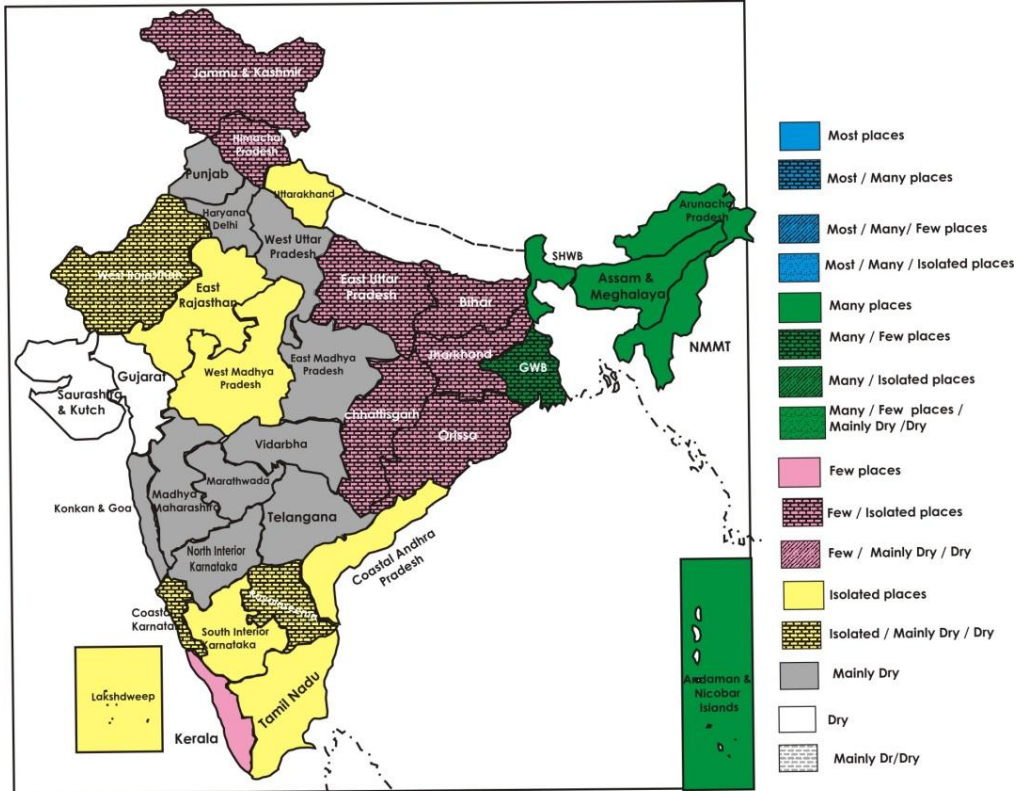 Jammu & Kashmir
Himachal
Pradesh
Punjab
Uttarakhand
Haryana
Delhi
West Uttar
Pradesh
Arunachal
Pradesh
SHWB
West Rajasthan
East
Rajasthan
East Uttar
Pradesh
Bihar
Assam &
Meghalaya
NMMT
Gujarat
West Madhya
Pradesh
East Madhya
Pradesh
Jharkhand
GWB
Saurashtra
& Kutch
Chhattisgarh
Orissa
Vidarbha
Marathwada
Konkan & Goa
Madhya
Maharashtra
Telangana
North Interior
Karnataka
Coastal Andhra
Pradesh
Coastal
Karnataka
South Interior
Karnataka
Lakshdweep
Kerala
Tamil Nadu
Andaman &
Nicobar
Islands
Most places
Most / Many places
Most / Many/ Few places
Most / Many / Isolated places
Many places
Many / Few places
Many / Isolated places
Many / Few places /
Mainly Dry /Dry
Few places
Few / Isolated places
Few / Mainly Dry / Dry
Isolated places
Isolated / Mainly Dry / Dry
Mainly Dry
Dry
Mainly Dr/Dry